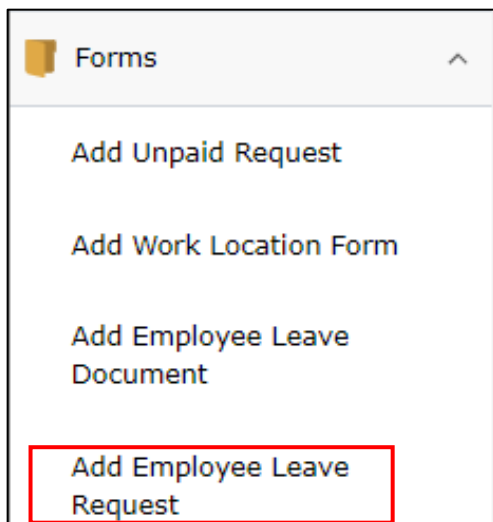 Forms
Add Unpaid Request
Add Work Location Form
Add Employee Leave
Document
Add Employee Leave
Request